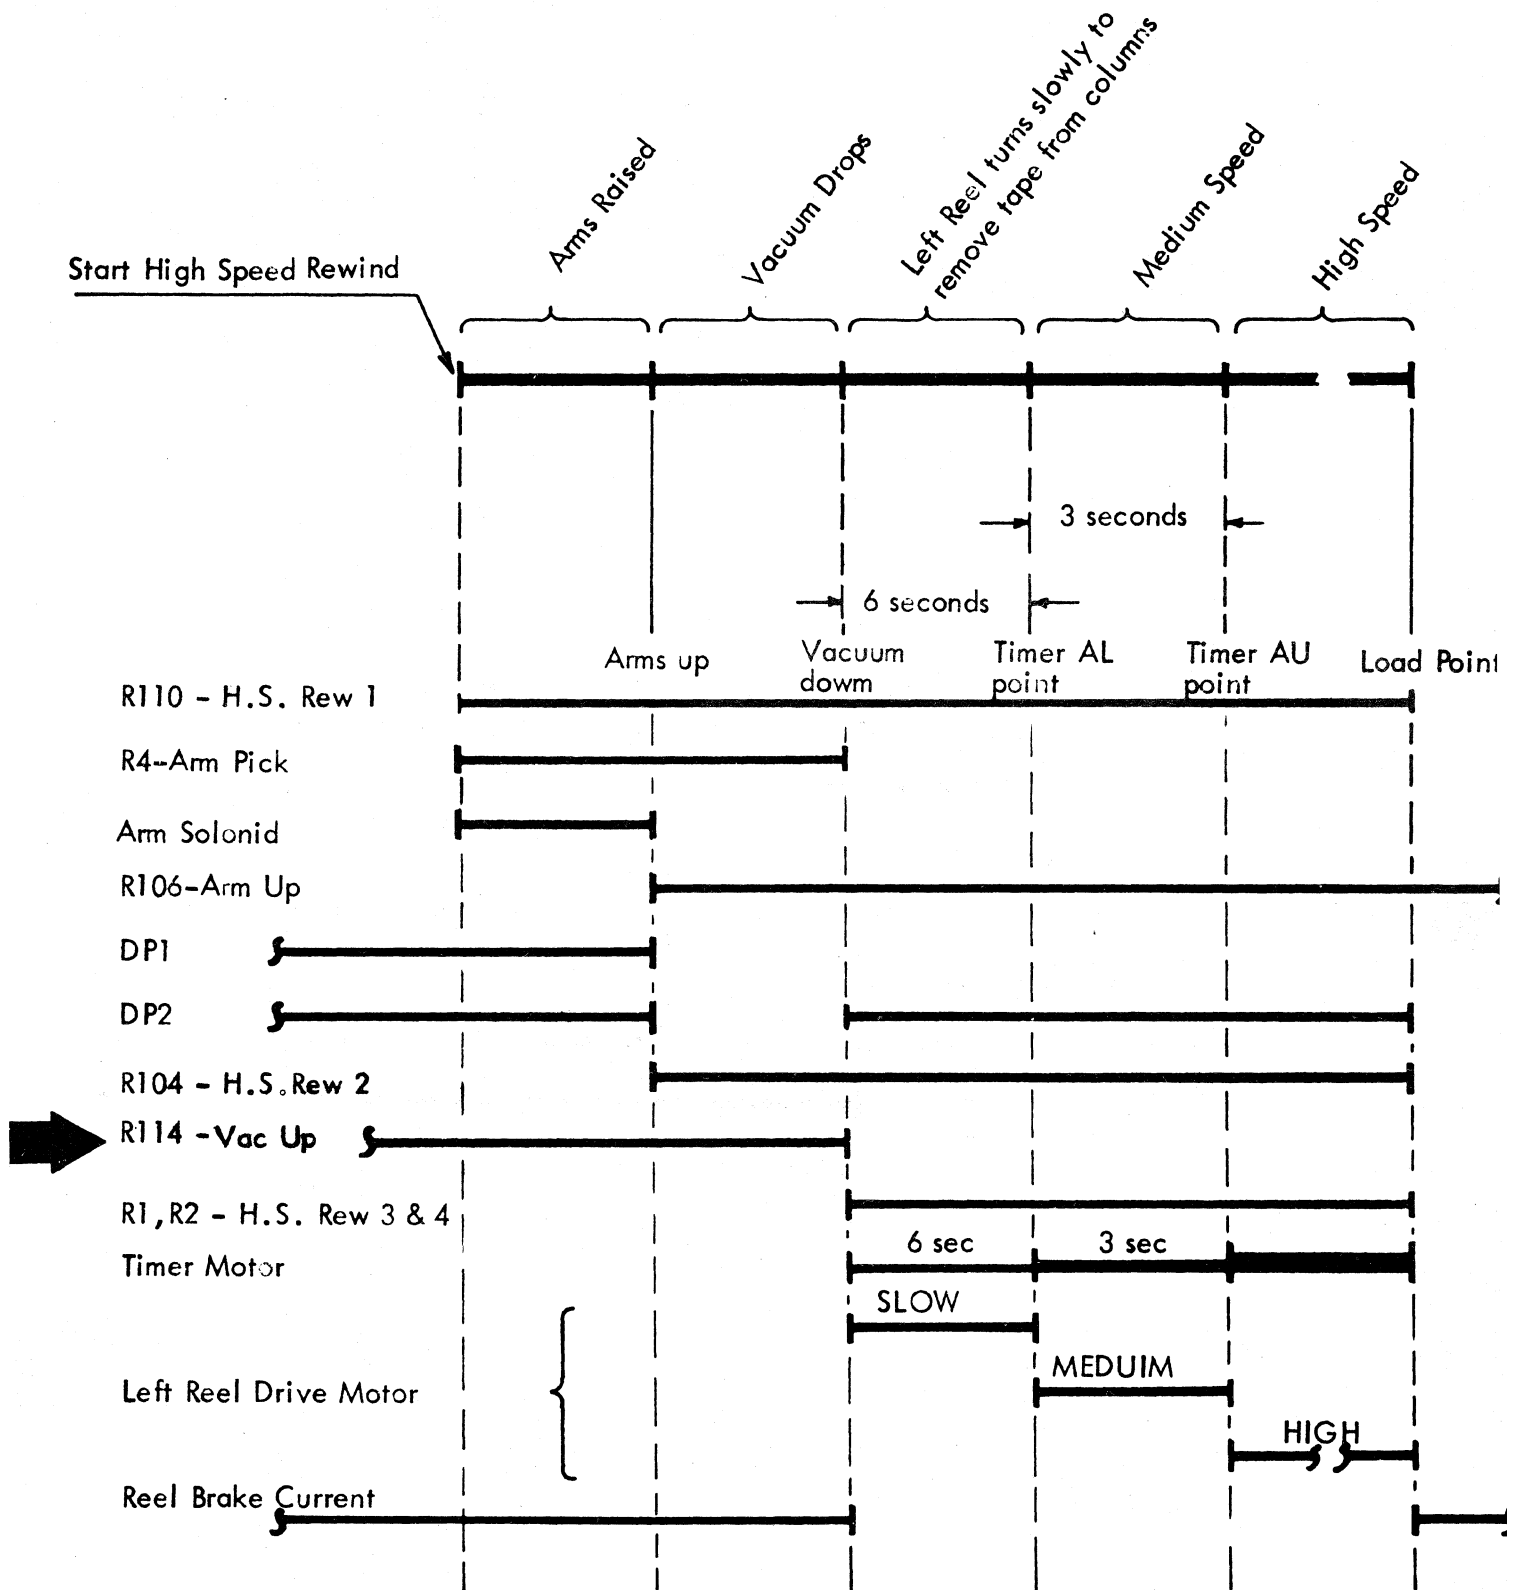 Left Reel turns slowly to
remove tape from columns
Arms Raised
Vacuum Drops
Medium Speed
High Speed
Start High Speed Rewind
3 seconds
6 seconds
Arms up
Vacuum
dowm
Timer AL
point
Timer AU
point
Load Point
R110 - H.S. Rew 1
R4-Arm Pick
Arm Solonid
R106-Arm Up
DP1
DP2
R104 - H.S.Rew 2
R114 -Vac Up
R1,R2 - H.S. Rew 3 & 4
6 sec
3 sec
Timer Motor
SLOW
MEDUIM
Left Reel Drive Motor
HIGH
Reel Brake Current